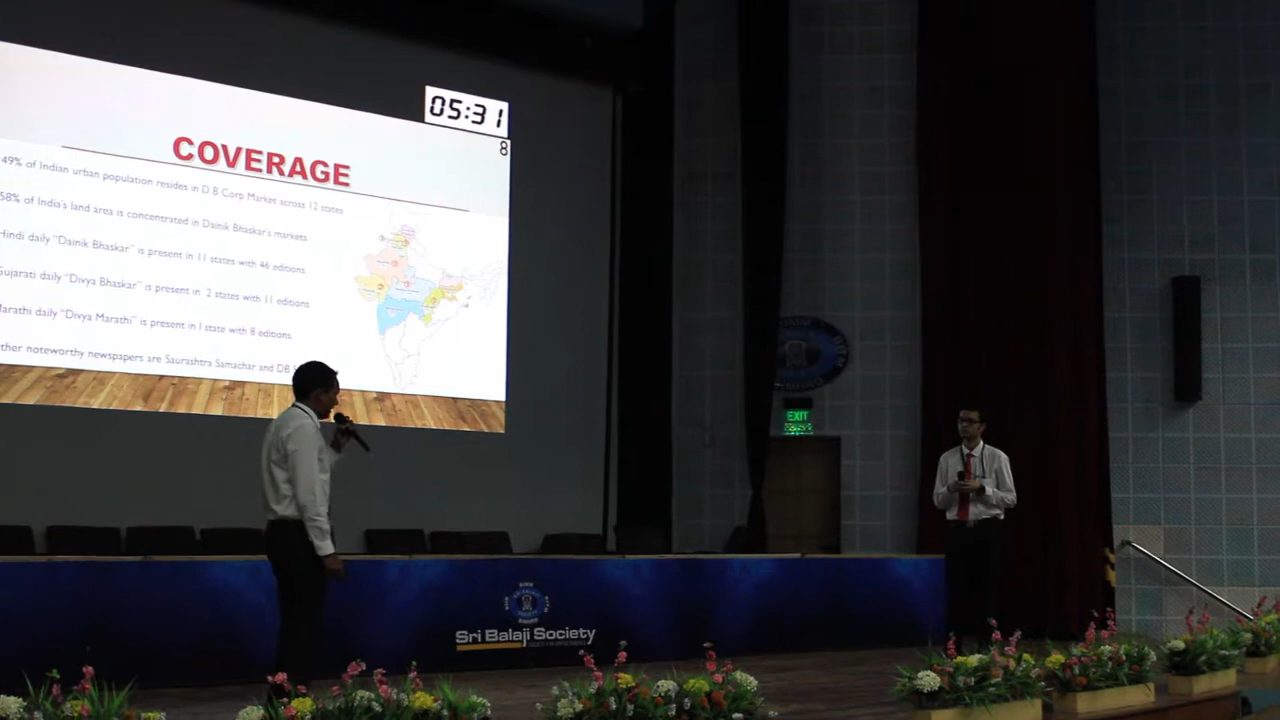 05:31
8
COVERAGE
49% of Indian urban population resides in D B Corp Market across 12 states
58% of India's land area is concentrated in Dainik Bhaskar's markets
Hindi daily "Dainik Bhaskar" is present in 11 states with 46 editions
Gujarati daily "Divya Bhaskar" is present in 2 states with 11 editions
Marathi daily "Divya Marathi" is present in 1 state with 8 editions
ther noteworthy newspapers are Saurashtra Samachar and DB
EXIT
Sri Balaji Society